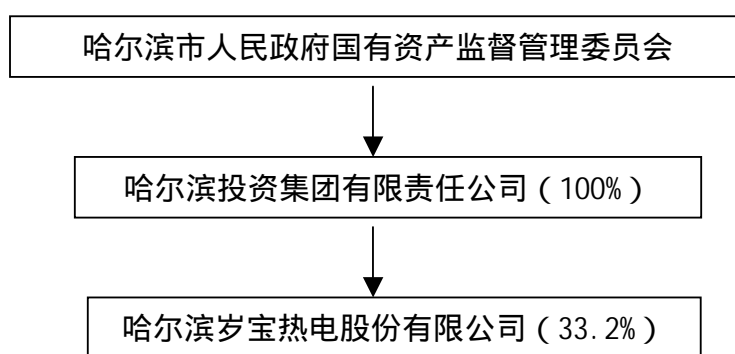 哈尔滨市人民政府国有资产监督管理委员会
哈尔滨投资集团有限责任公司（100%）
哈尔滨岁宝热电股份有限公司（33.2%）